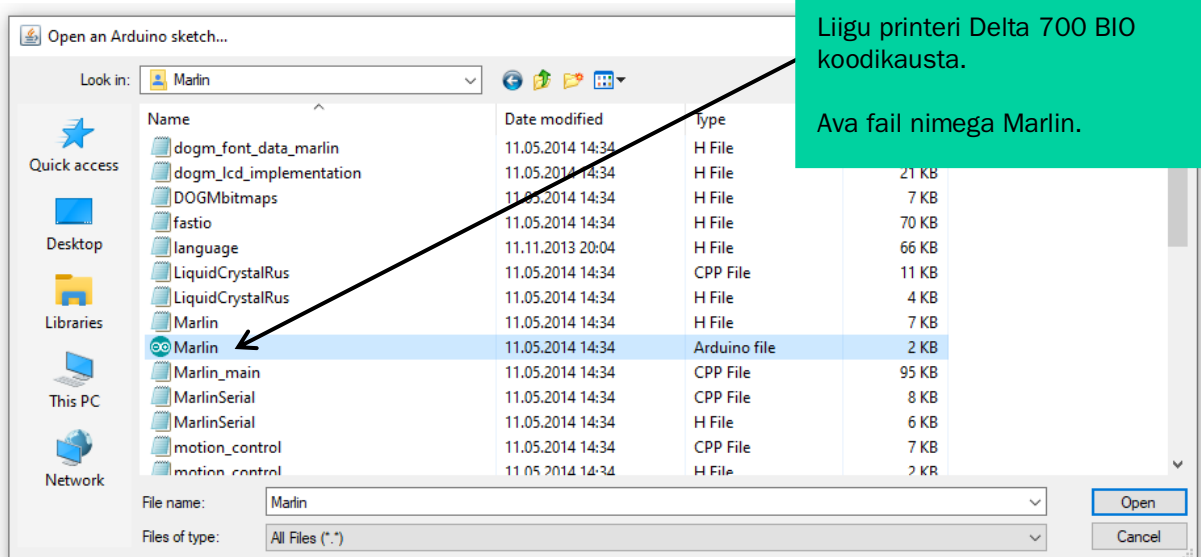 Open an Arduino sketch...
Liigu printeri Delta 700 BIO
koodikausta.
Ava fail nimega Marlin.
Look in: Marlin
Quick access
Desktop
Libraries
This PC
Network
Name Date modified Type
dogm_font_data_marlin 11.05.2014 14:34 H File
dogm_lcd_implementation 11.05.2014 14:34 H File 21 KB
DOGMbitmaps 11.05.2014 14:34 H File 7 KB
fastio 11.05.2014 14:34 H File 70 KB
language 11.11.2013 20:04 H File 66 KB
LiquidCrystalRus 11.05.2014 14:34 CPP File 11 KB
LiquidCrystalRus 11.05.2014 14:34 H File 4 KB
Marlin 11.05.2014 14:34 H File 7 KB
Marlin 11.05.2014 14:34 Arduino file 2 KB
Marlin_main 11.05.2014 14:34 CPP File 95 KB
MarlinSerial 11.05.2014 14:34 CPP File 8 KB
MarlinSerial 11.05.2014 14:34 H File 6 KB
motion_control 11.05.2014 14:34 CPP File 7 KB
motion_control 11.05.2014 14:34 H File 2 KB
File name: Marlin Open
Files of type: All Files (*.*) Cancel